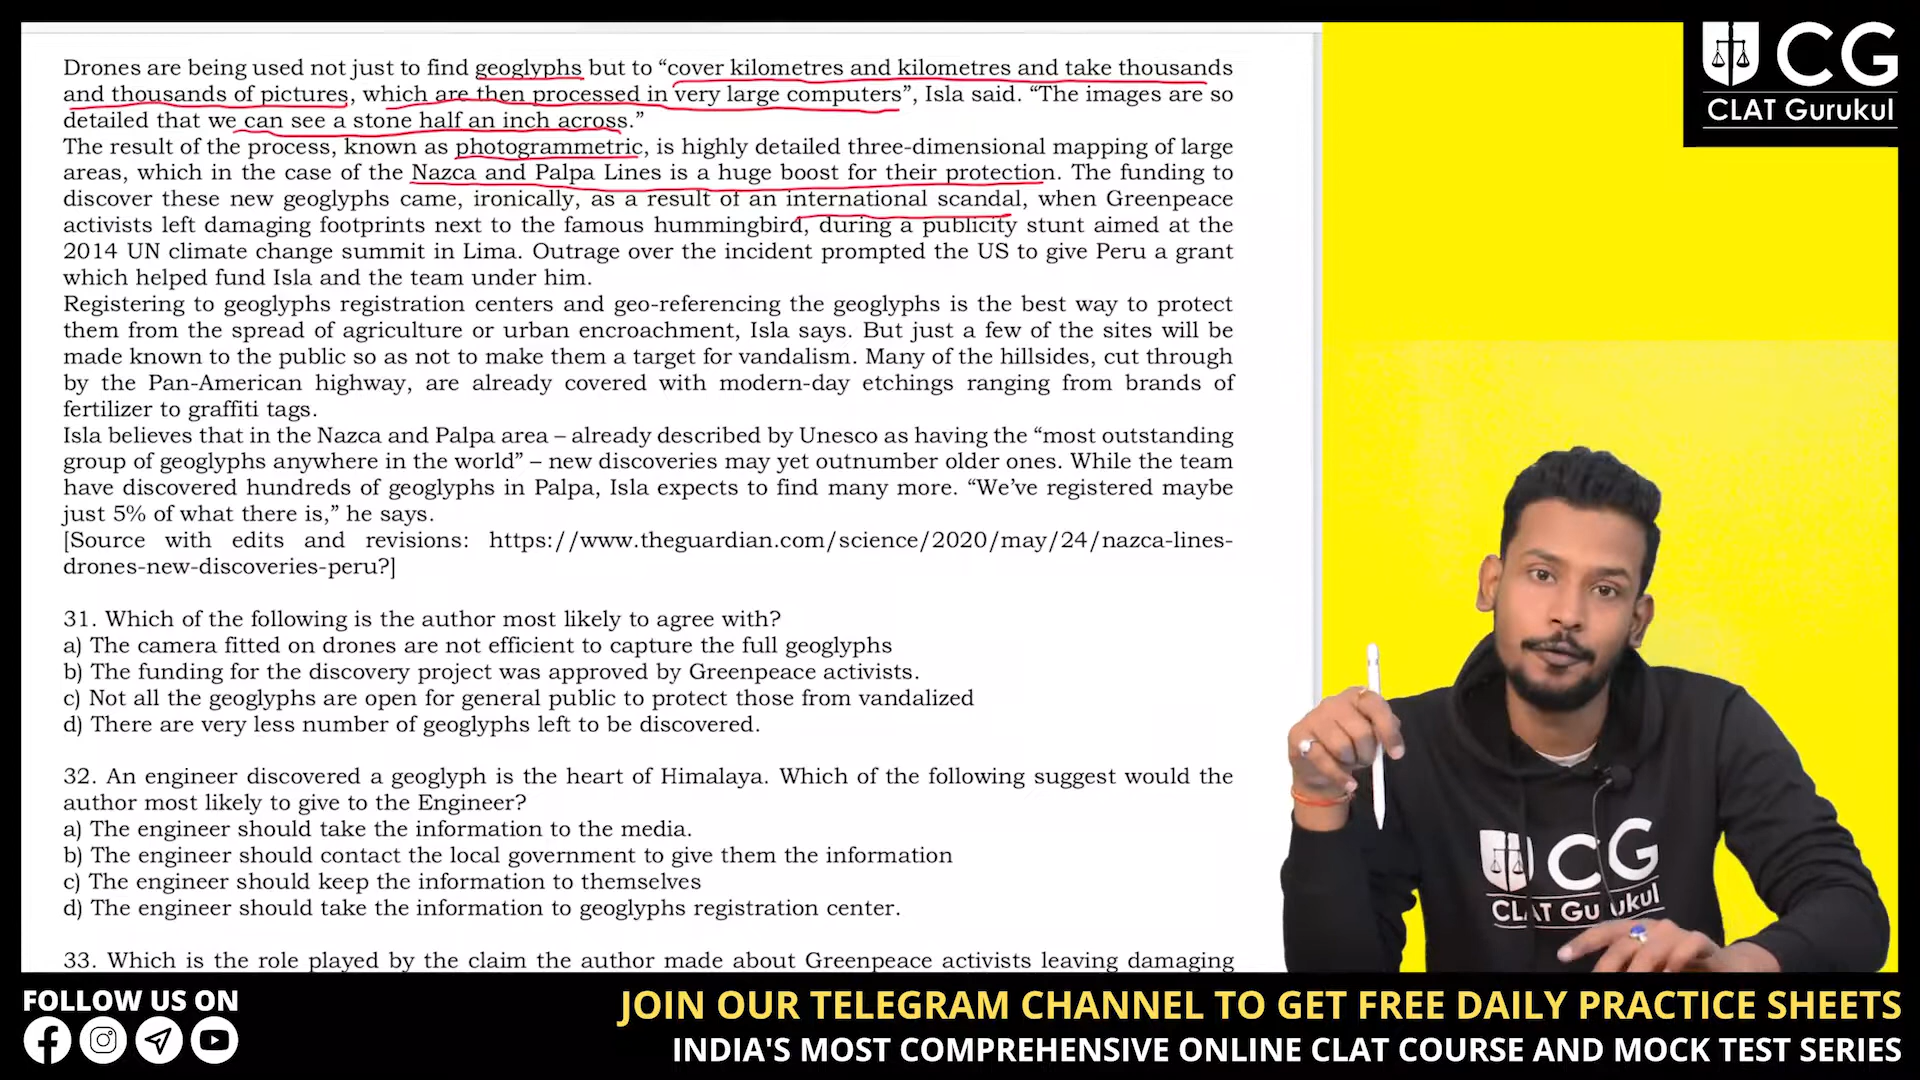 Drones are being used not just to find geoglyphs but to “cover kilometres and kilometres and take thousands
and thousands of pictures, which are then processed in very large computers”, Isla said. “The images are so
detailed that we can see a stone half an inch across.”
The result of the process, known as photogrammetric, is highly detailed three-dimensional mapping of large
areas, which in the case of the Nazca and Palpa Lines is a huge boost for their protection. The funding to
discover these new geoglyphs came, ironically, as a result of an international scandal, when Greenpeace
activists left damaging footprints next to the famous hummingbird, during a publicity stunt aimed at the
2014 UN climate change summit in Lima. Outrage over the incident prompted the US to give Peru a grant
which helped fund Isla and the team under him.
Registering to geoglyphs registration centers and geo-referencing the geoglyphs is the best way to protect
them from the spread of agriculture or urban encroachment, Isla says. But just a few of the sites will be
made known to the public so as not to make them a target for vandalism. Many of the hillsides, cut through
by the Pan-American highway, are already covered with modern-day etchings ranging from brands of
fertilizer to graffiti tags.
Isla believes that in the Nazca and Palpa area – already described by Unesco as having the “most outstanding
group of geoglyphs anywhere in the world” – new discoveries may yet outnumber older ones. While the team
have discovered hundreds of geoglyphs in Palpa, Isla expects to find many more. “We’ve registered maybe
just 5% of what there is,” he says.
[Source with edits and revisions: https://www.theguardian.com/science/2020/may/24/nazca-lines-
drones-new-discoveries-peru?]
31. Which of the following is the author most likely to agree with?
a) The camera fitted on drones are not efficient to capture the full geoglyphs
b) The funding for the discovery project was approved by Greenpeace activists.
c) Not all the geoglyphs are open for general public to protect those from vandalized
d) There are very less number of geoglyphs left to be discovered.
32. An engineer discovered a geoglyph is the heart of Himalaya. Which of the following suggest would the
author most likely to give to the Engineer?
a) The engineer should take the information to the media.
b) The engineer should contact the local government to give them the information
c) The engineer should keep the information to themselves
d) The engineer should take the information to geoglyphs registration center.
33. Which is the role played by the claim the author made about Greenpeace activists leaving damaging
CG
CLAT Gurukul
CG
CLAT Gu ukul
FOLLOW US ON
JOIN OUR TELEGRAM CHANNEL TO GET FREE DAILY PRACTICE SHEETS
INDIA'S MOST COMPREHENSIVE ONLINE CLAT COURSE AND MOCK TEST SERIES